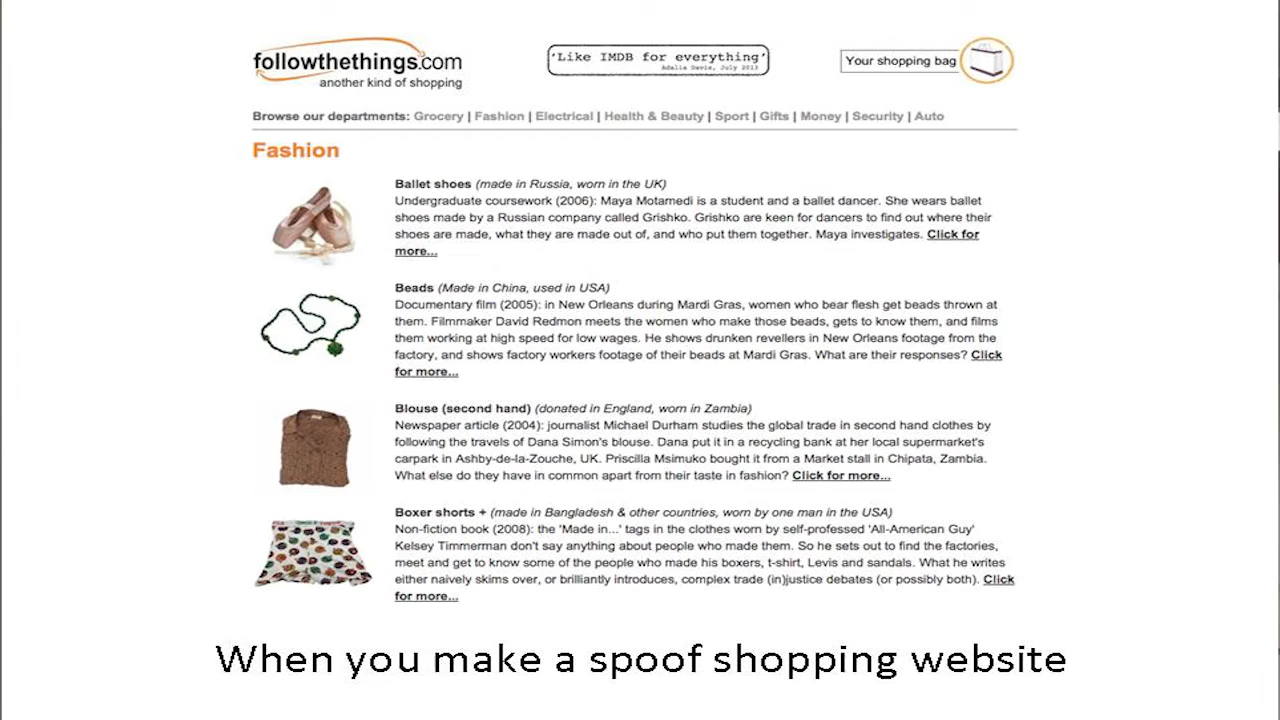 followthethings.com
another kind of shopping
'Like IMDB for everything'
Adalia Davis, July 2013
Your shopping bag
Browse our departments: Grocery | Fashion | Electrical | Health & Beauty | Sport | Gifts | Money | Security | Auto
Fashion
Ballet shoes (made in Russia, worn in the UK)
Undergraduate coursework (2006): Maya Motamedi is a student and a ballet dancer. She wears ballet
shoes made by a Russian company called Grishko. Grishko are keen for dancers to find out where their
shoes are made, what they are made out of, and who put them together. Maya investigates. Click for
more...
Beads (Made in China, used in USA)
Documentary film (2005): in New Orleans during Mardi Gras, women who bear flesh get beads thrown at
them. Filmmaker David Redmon meets the women who make those beads, gets to know them, and films
them working at high speed for low wages. He shows drunken revellers in New Orleans footage from the
factory, and shows factory workers footage of their beads at Mardi Gras. What are their responses? Click
for more...
Blouse (second hand) (donated in England, worn in Zambia)
Newspaper article (2004): journalist Michael Durham studies the global trade in second hand clothes by
following the travels of Dana Simon's blouse. Dana put it in a recycling bank at her local supermarket's
carpark in Ashby-de-la-Zouche, UK. Priscilla Msimuko bought it from a Market stall in Chipata, Zambia.
What else do they have in common apart from their taste in fashion? Click for more...
Boxer shorts + (made in Bangladesh & other countries, worn by one man in the USA)
Non-fiction book (2008): the 'Made in...' tags in the clothes worn by self-professed 'All-American Guy'
Kelsey Timmerman don't say anything about people who made them. So he sets out to find the factories,
meet and get to know some of the people who made his boxers, t-shirt, Levis and sandals. What he writes
either naively skims over, or brilliantly introduces, complex trade (in)justice debates (or possibly both). Click
for more...
When you make a spoof shopping website